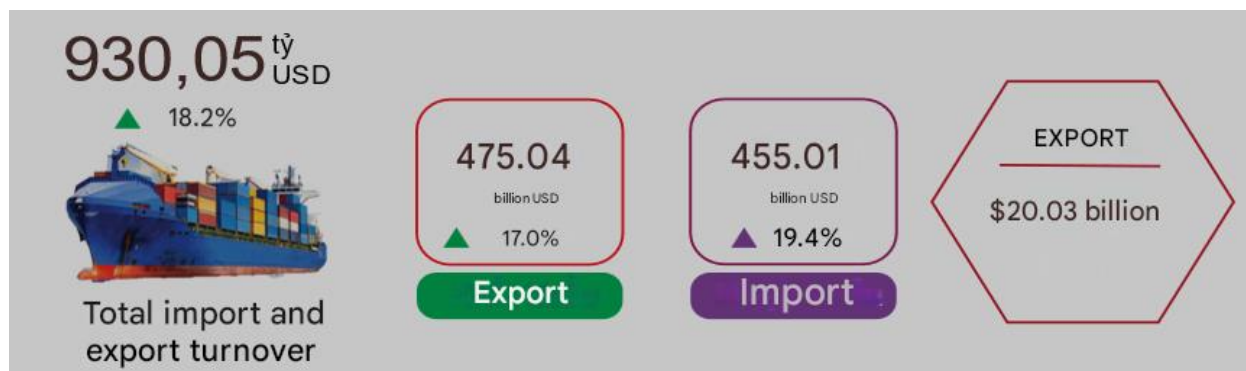 930,05 tỷ
USD
18.2%
Total import and
export turnover
475.04
billion USD
17.0%
Export
455.01
billion USD
19.4%
Import
EXPORT
$20.03 billion